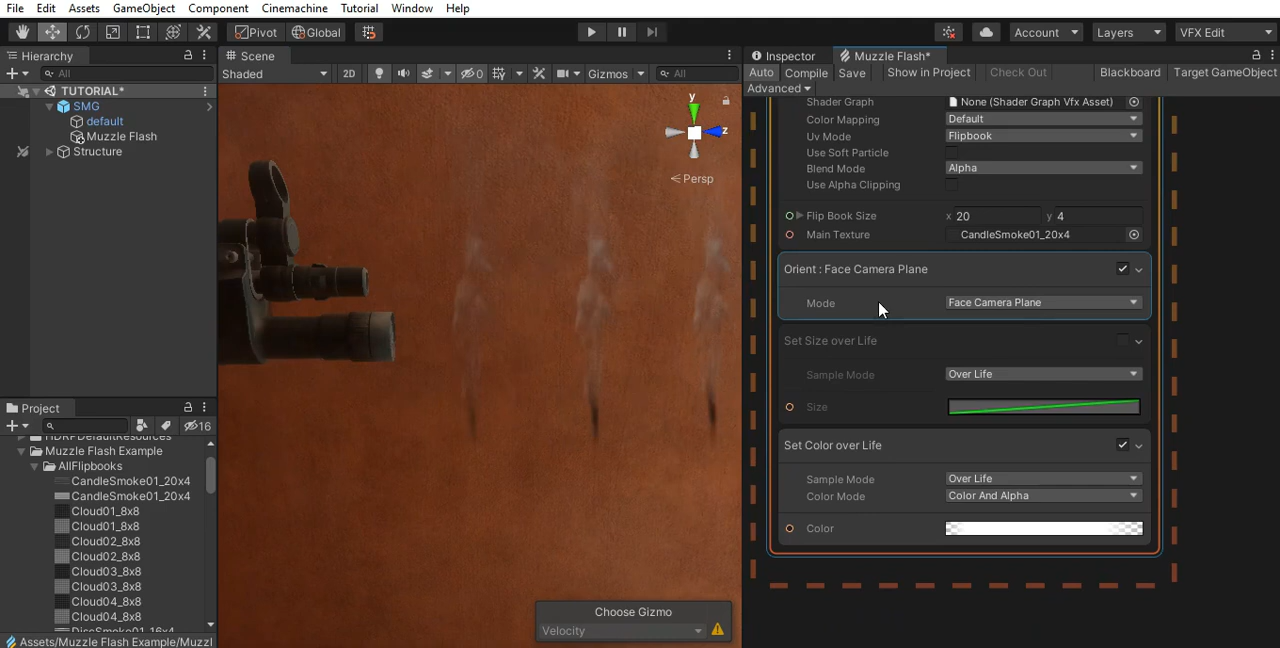 File Edit Assets GameObject Component Cinemachine Tutorial Window Help
Pivot Global Account Layers VFX Edit
Hierarchy
All
TUTORIAL*
SMG
default
Muzzle Flash
Structure
Scene
Shaded 2D 0 Gizmos All
y
z
Persp
Choose Gizmo
Velocity
Project
16
HDRPDefaultResources
Muzzle Flash Example
AllFlipbooks
CandleSmoke01_20x4
CandleSmoke01_20x4
Cloud01_8x8
Cloud01_8x8
Cloud02_8x8
Cloud02_8x8
Cloud03_8x8
Cloud03_8x8
Cloud04_8x8
Cloud04_8x8
DiscSmoke01_16x4
Assets/Muzzle Flash Example/Muzzl
Inspector Muzzle Flash*
Auto Compile Save Show in Project Check Out Blackboard Target GameObject
Advanced
Shader Graph None (Shader Graph Vfx Asset)
Color Mapping Default
Uv Mode Flipbook
Use Soft Particle
Blend Mode Alpha
Use Alpha Clipping
Flip Book Size x 20 y 4
Main Texture CandleSmoke01_20x4
Orient : Face Camera Plane
Mode Face Camera Plane
Set Size over Life
Sample Mode Over Life
Size
Set Color over Life
Sample Mode Over Life
Color Mode Color And Alpha
Color